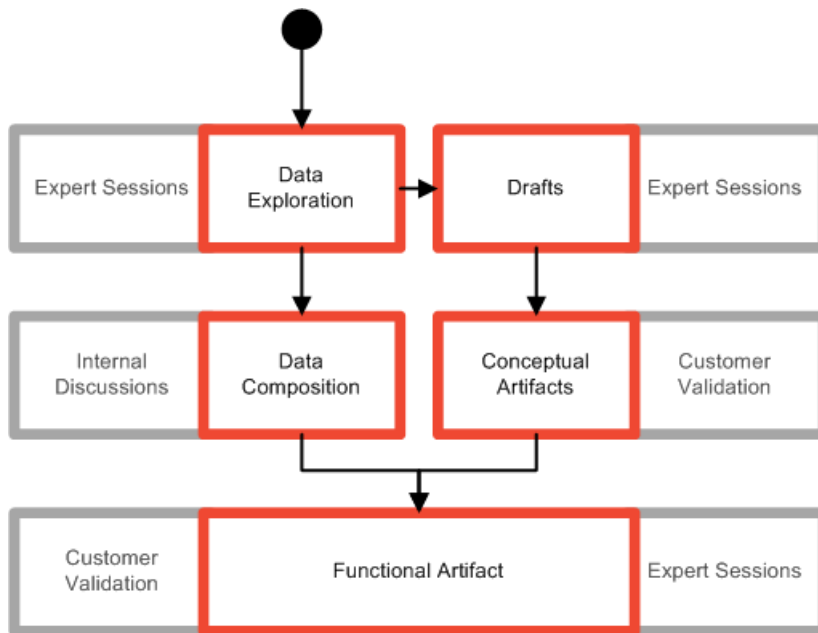 Expert Sessions
Data
Exploration
Drafts
Expert Sessions
Internal
Discussions
Data
Composition
Conceptual
Artifacts
Customer
Validation
Customer
Validation
Functional Artifact
Expert Sessions